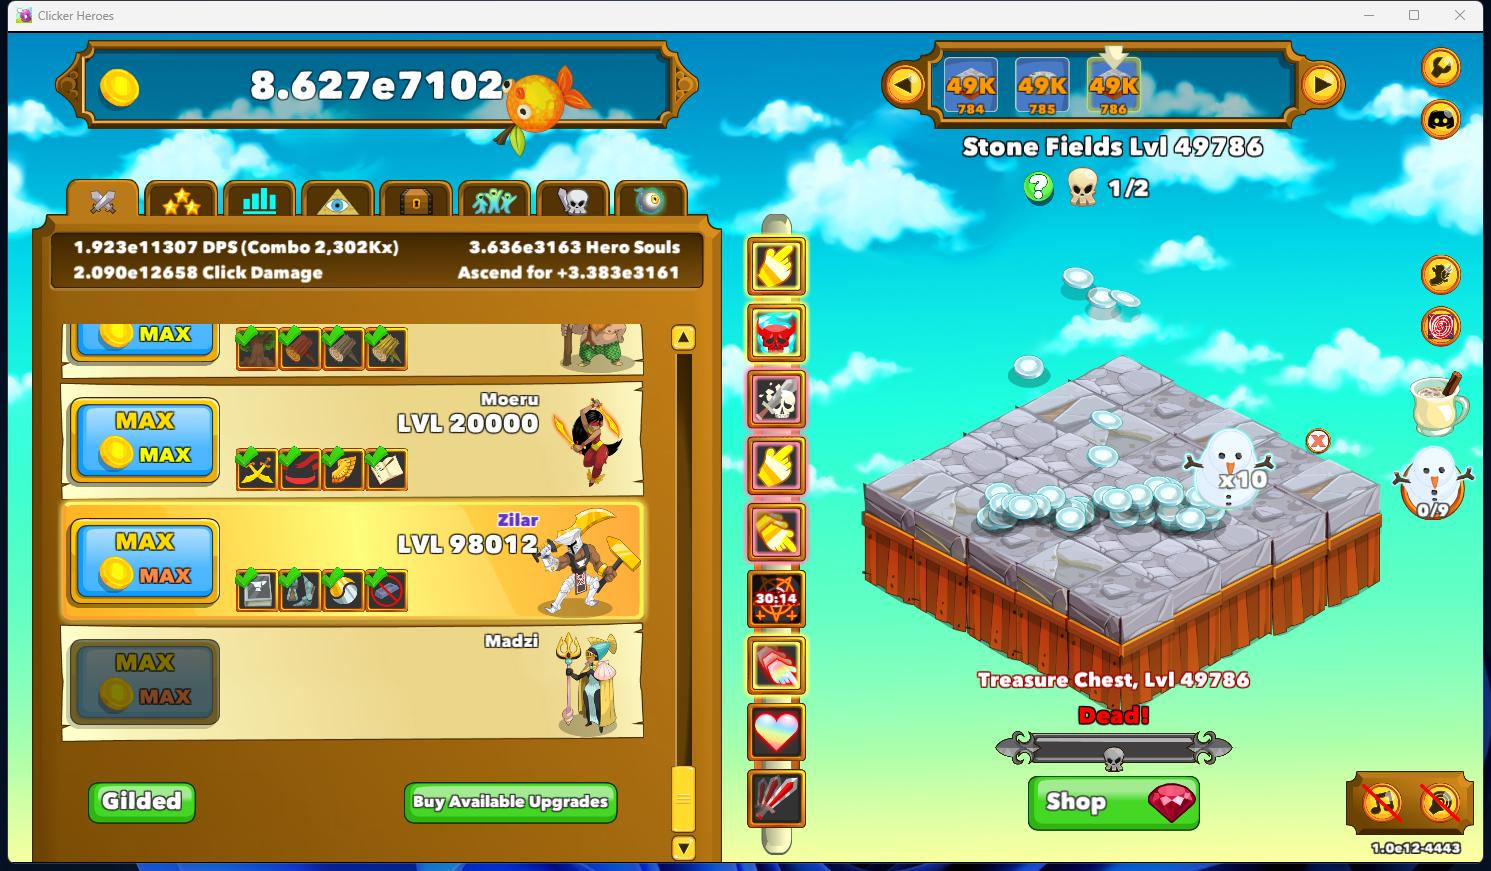 Clicker Heroes
8.627e7102
49K
784
49K
785
49K
786
Stone Fields Lvl 49786
?
1/2
1.923e11307 DPS (Combo 2,302Kx)
3.636e3163 Hero Souls
2.090e12658 Click Damage
Ascend for +3.383e3161
MAX
Moeru
MAX
LVL 20000
MAX
Zilar
MAX
LVL 98012
MAX
Madzi
MAX
MAX
Gilded
Buy Available Upgrades
30:14
X
x10
0/9
Treasure Chest, Lvl 49786
Dead!
Shop
1.0e12-4443